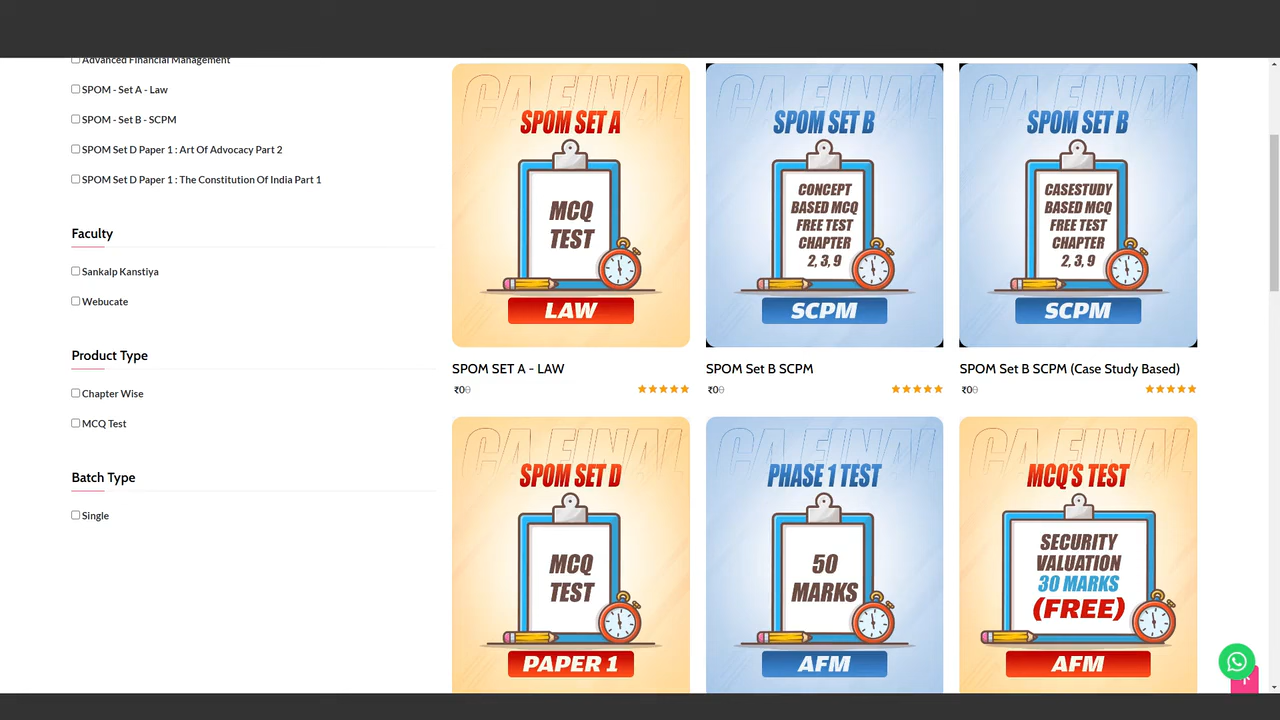 Advanced Financial Management
SPOM - Set A - Law
SPOM - Set B - SCPM
SPOM Set D Paper 1 : Art Of Advocacy Part 2
SPOM Set D Paper 1 : The Constitution Of India Part 1
Faculty
Sankalp Kanstiya
Webucate
Product Type
Chapter Wise
MCQ Test
Batch Type
Single
CA FINAL
SPOM SET A
MCQ
TEST
LAW
SPOM SET A - LAW
₹00
CA FINAL
SPOM SET B
CONCEPT
BASED MCQ
FREE TEST
CHAPTER
2, 3, 9
SCPM
SPOM Set B SCPM
₹00
CA FINAL
SPOM SET B
CASESTUDY
BASED MCQ
FREE TEST
CHAPTER
2, 3, 9
SCPM
SPOM Set B SCPM (Case Study Based)
₹00
CA FINAL
SPOM SET D
MCQ
TEST
PAPER 1
CA FINAL
PHASE 1 TEST
50
MARKS
AFM
CA FINAL
MCQ'S TEST
SECURITY
VALUATION
30 MARKS
(FREE)
AFM